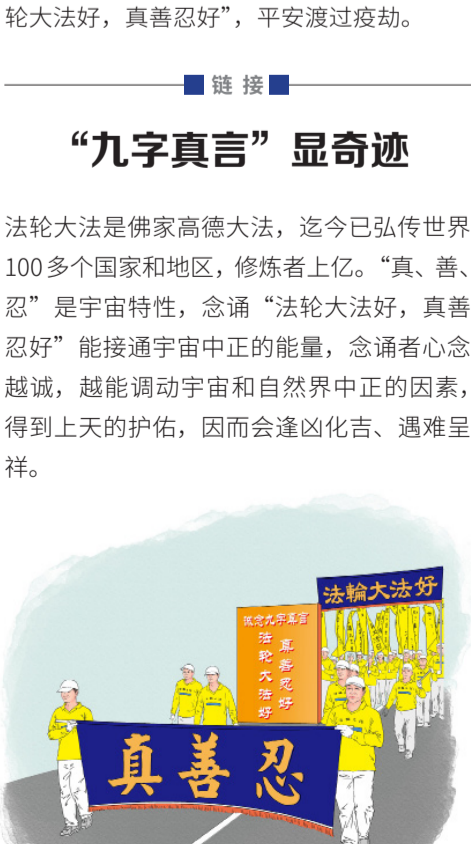 轮大法好，真善忍好”，平安渡过疫劫。
链接
“九字真言”显奇迹
法轮大法是佛家高德大法，迄今已弘传世界
100多个国家和地区，修炼者上亿。“真、善、
忍”是宇宙特性，念诵“法轮大法好，真善
忍好”能接通宇宙中正的能量，念诵者心念
越诚，越能调动宇宙和自然界中正的因素，
得到上天的护佑，因而会逢凶化吉、遇难呈
祥。
法輪大法好
诚念九字真言
法轮大法好
真善忍好
真善忍